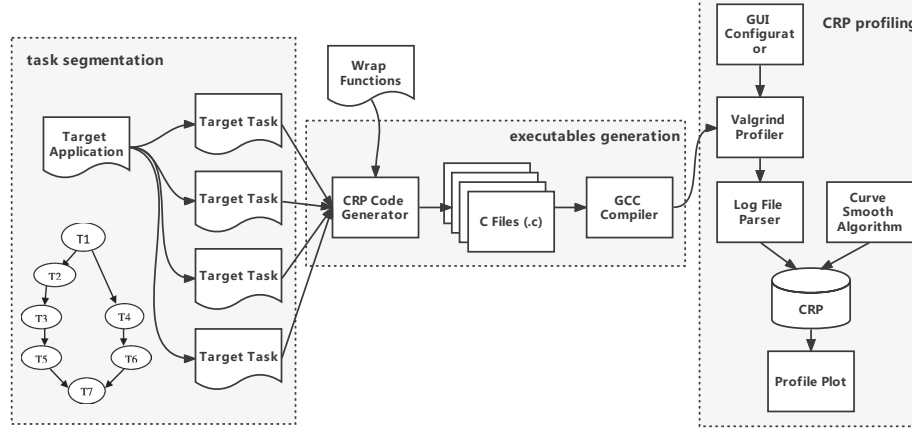 task segmentation
Target
Application
Target Task
Target Task
Target Task
Target Task
T1
T2
T3
T4
T5
T6
T7
Wrap
Functions
executables generation
CRP Code
Generator
C Files (.c)
GCC
Compiler
CRP profiling
GUI
Configurat
or
Valgrind
Profiler
Log File
Parser
Curve
Smooth
Algorithm
CRP
Profile Plot